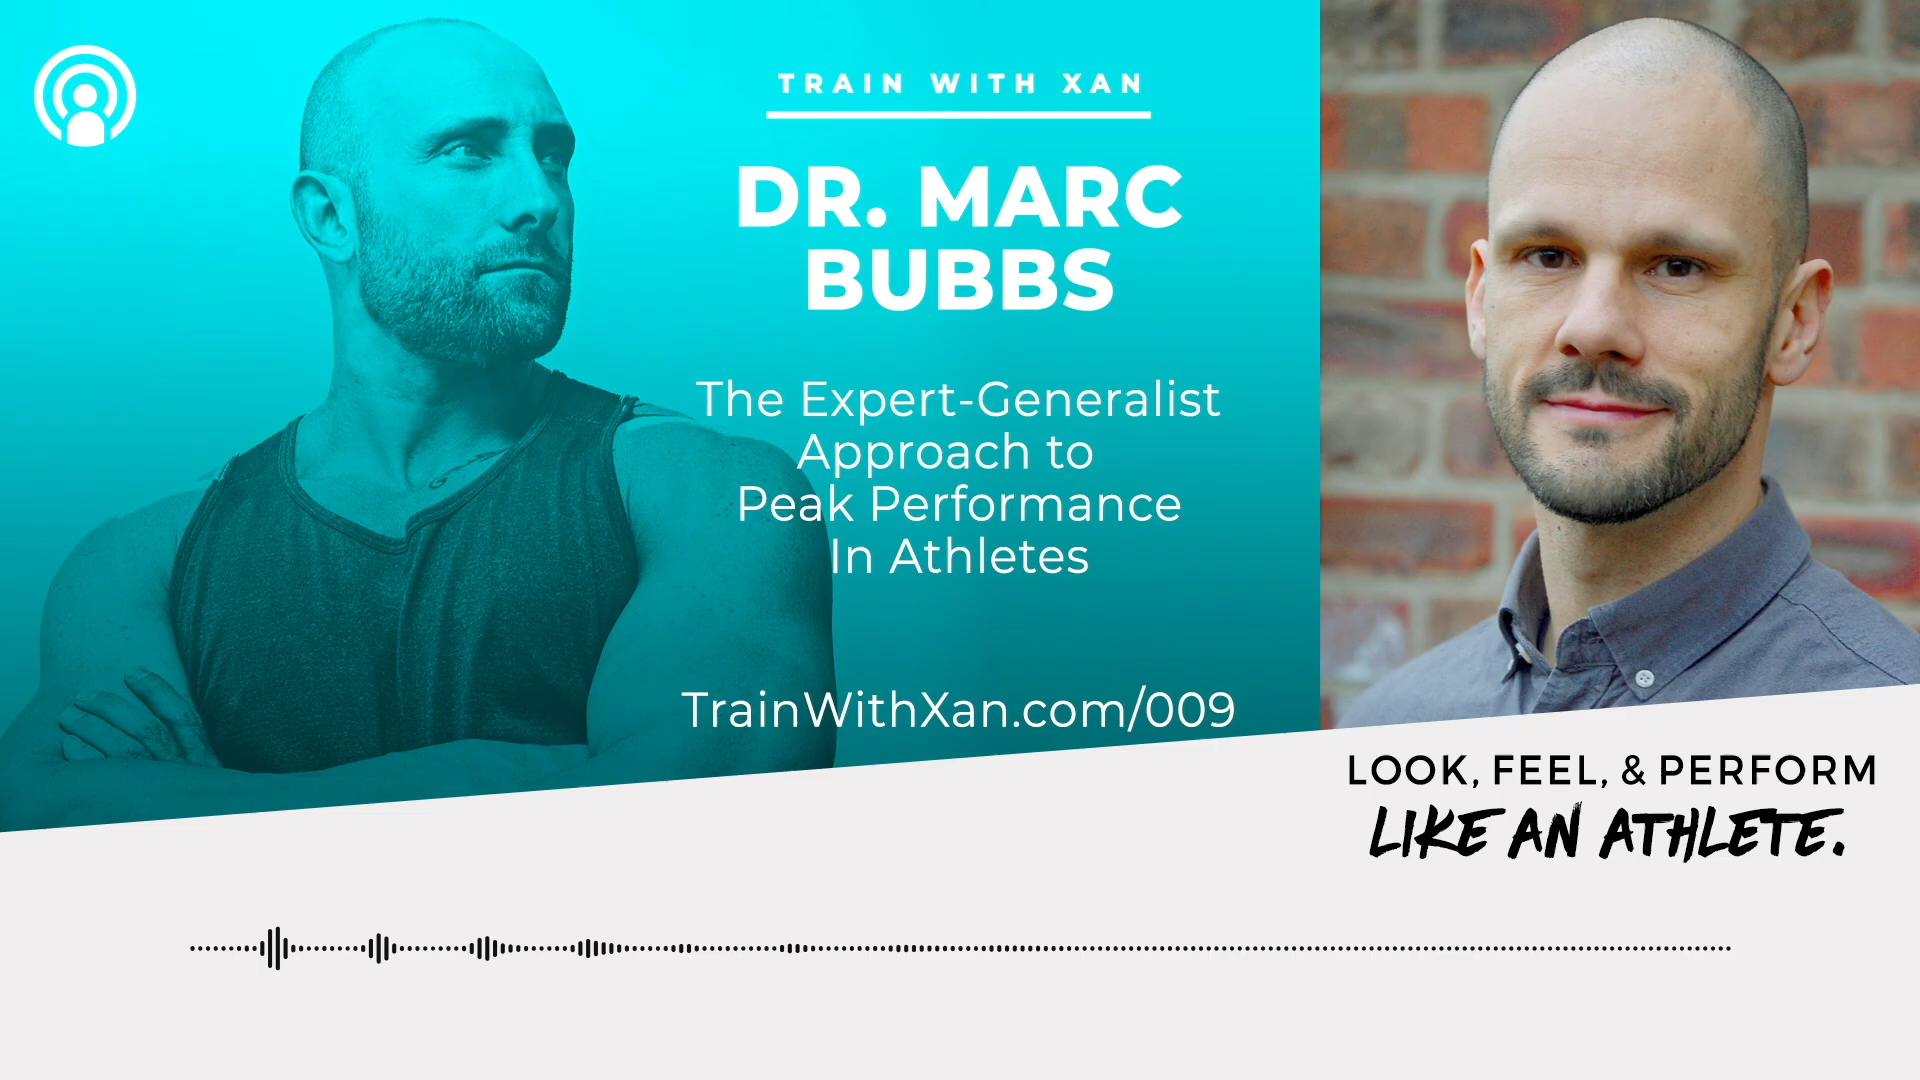 TRAIN WITH XAN
DR. MARC
BUBBS
The Expert-Generalist
Approach to
Peak Performance
In Athletes
TrainWithXan.com/009
LOOK, FEEL, & PERFORM
LIKE AN ATHLETE.